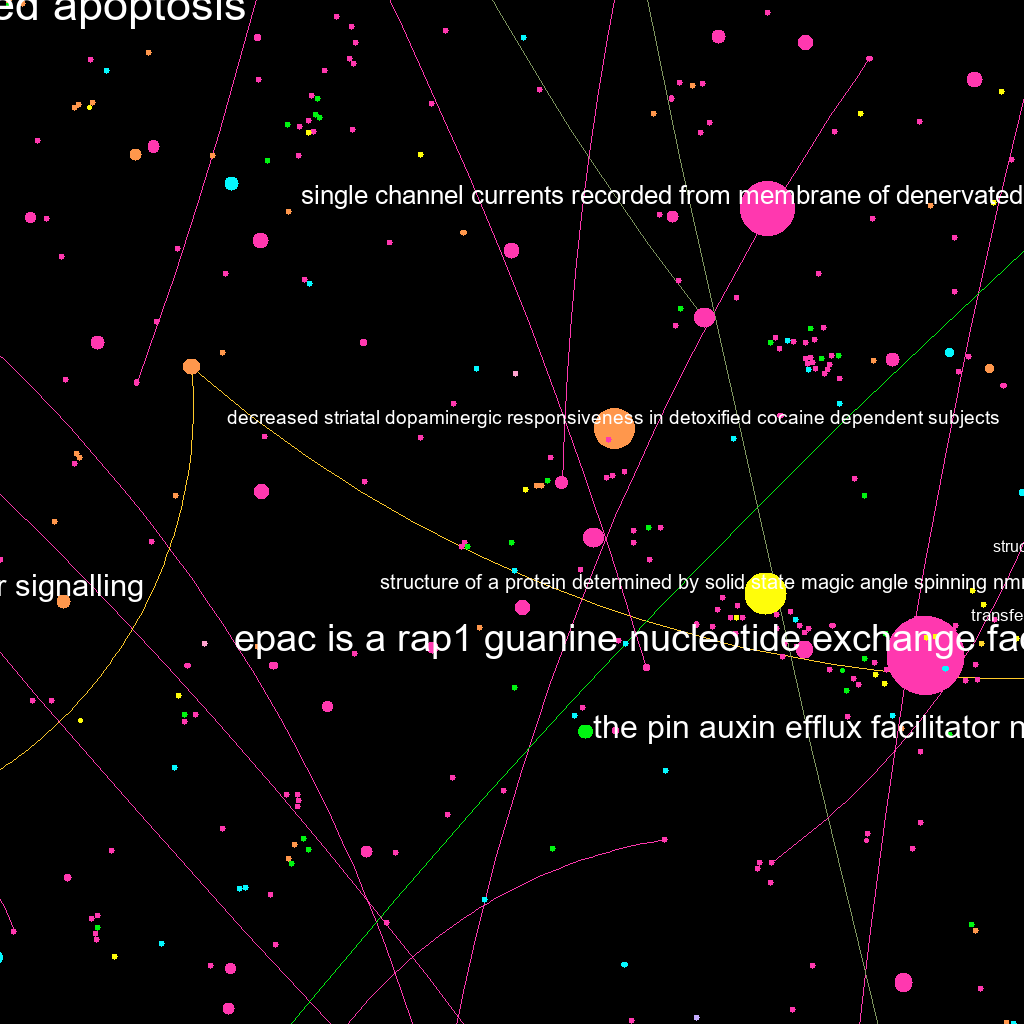 ed apoptosis
single channel currents recorded from membrane of denervated
decreased striatal dopaminergic responsiveness in detoxified cocaine dependent subjects
struc
structure of a protein determined by solid state magic angle spinning nmr
r signalling
transfe
epac is a rap1 guanine nucleotide exchange fac
the pin auxin efflux facilitator n